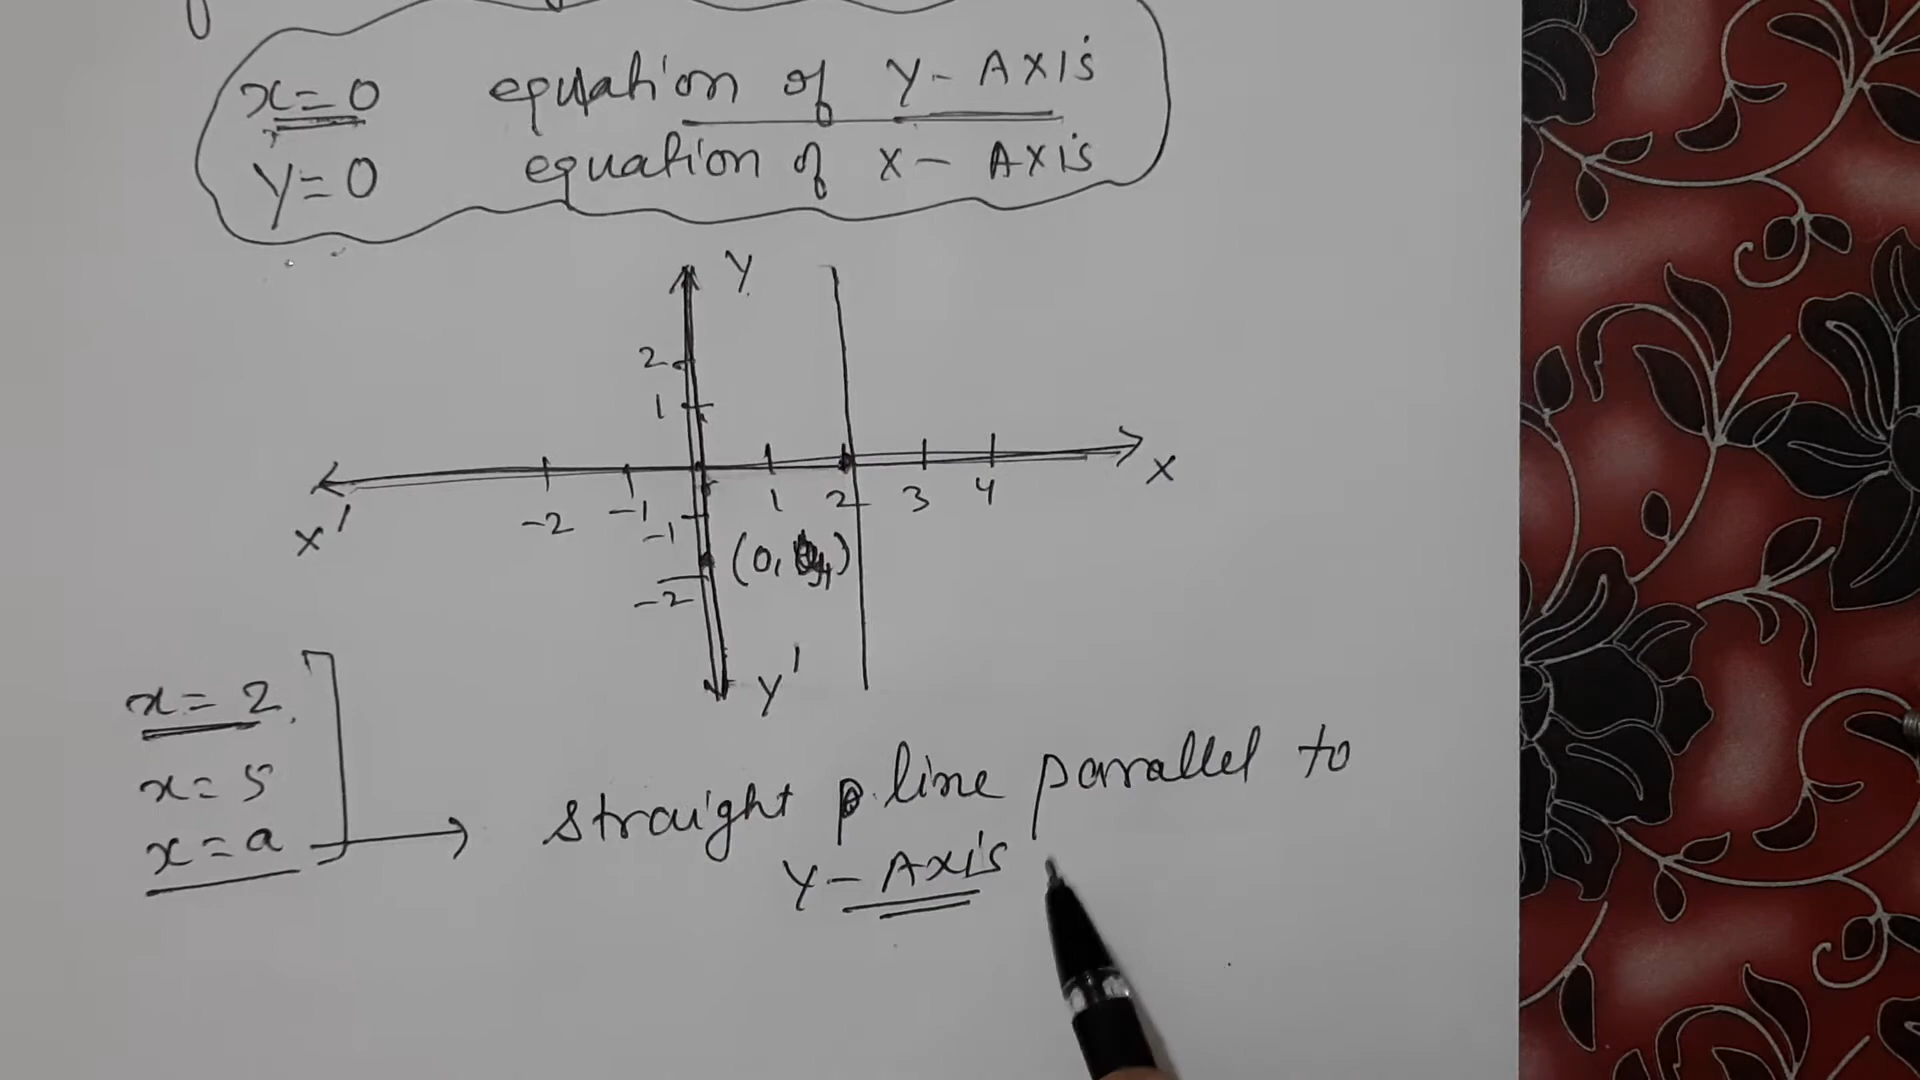 x=0 equation of Y-AXIS
Y=0 equation of X-AXIS
Y
2
1
X' -2 -1 1 2 3 4 X
-1
(0, y)
-2
Y'
x=2
x=5
x=a → straight line parallel to
Y-Axis